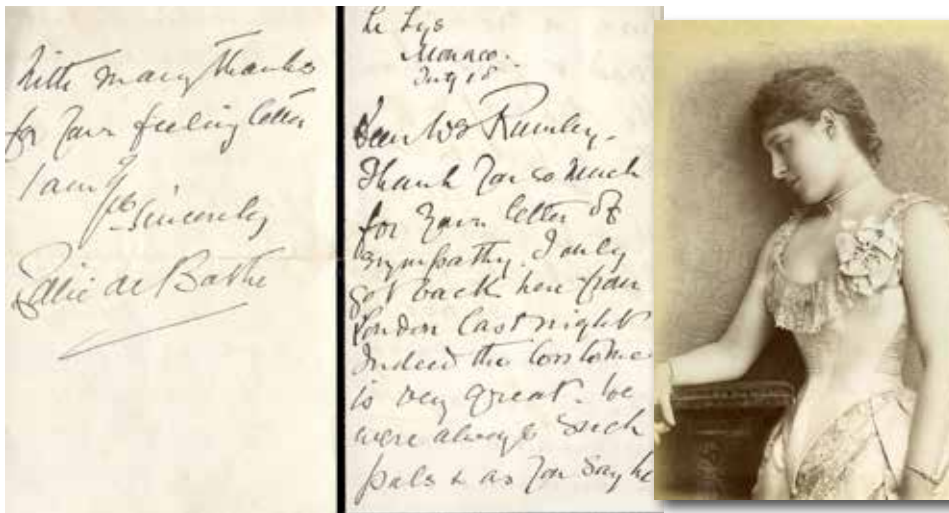 With many thanks
for your feeling letter
I am
Yrs sincerely
Lillie de Bathe
Le Lys
Monaco.
July 18
Dear Mrs Rumley.
Thank you so much
for your letter of
sympathy. I only
got back here from
London last night
Indeed the loss to me
is very great. We
were always such
pals & as you say he